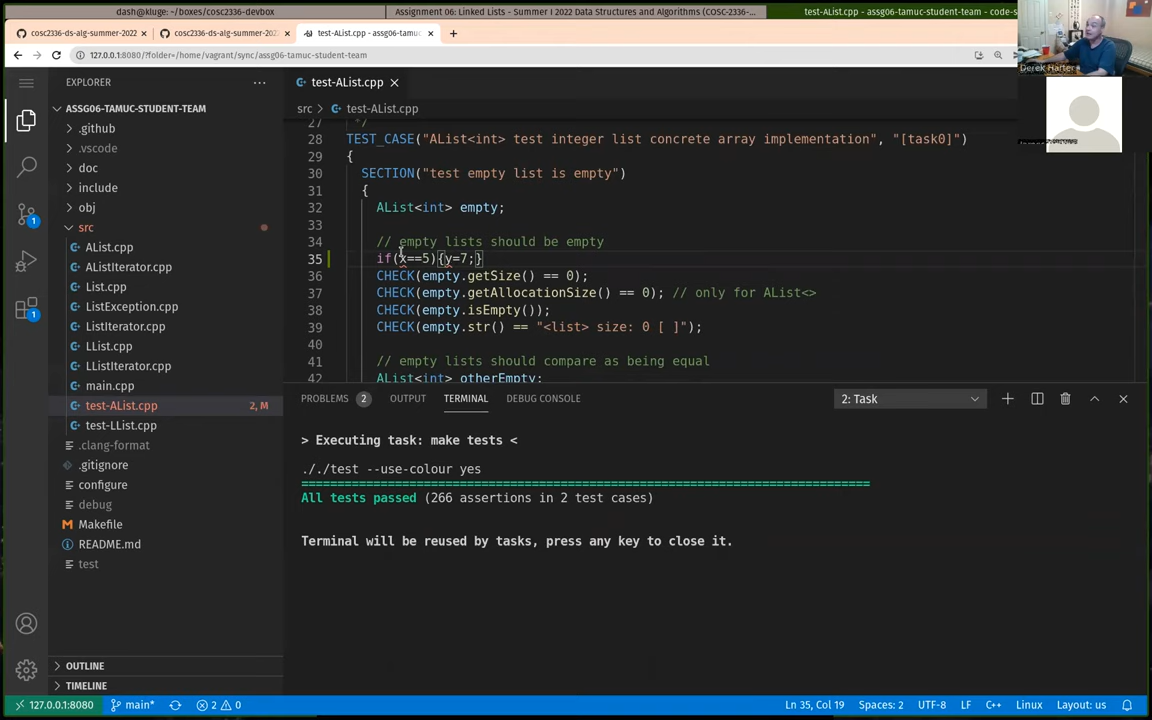 dash@kluge: ~/boxes/cosc2336-devbox
Assignment 06: Linked Lists - Summer I 2022 Data Structures and Algorithms (COSC-2336-...
test-AList.cpp - assg06-tamuc-student-team - code-s
cosc2336-ds-alg-summer-2022
cosc2336-ds-alg-summer-202
test-AList.cpp - assg06-tamuc-s
127.0.0.1:8080/?folder=/home/vagrant/sync/assg06-tamuc-student-team
Derek Harter
EXPLORER
ASSG06-TAMUC-STUDENT-TEAM
.github
.vscode
doc
include
obj
src
AList.cpp
AListIterator.cpp
List.cpp
ListException.cpp
ListIterator.cpp
LList.cpp
LListIterator.cpp
main.cpp
test-AList.cpp 2, M
test-LList.cpp
.clang-format
.gitignore
configure
debug
Makefile
README.md
test
OUTLINE
TIMELINE
1
1
test-AList.cpp
src > test-AList.cpp
27 */
28 TEST_CASE("AList<int> test integer list concrete array implementation", "[task0]")
29 {
30 SECTION("test empty list is empty")
31 {
32 AList<int> empty;
33
34 // empty lists should be empty
35 if(x==5){y=7;}
36 CHECK(empty.getSize() == 0);
37 CHECK(empty.getAllocationSize() == 0); // only for AList<>
38 CHECK(empty.isEmpty());
39 CHECK(empty.str() == "<list> size: 0 [ ]");
40
41 // empty lists should compare as being equal
42 AList<int> otherEmpty;
PROBLEMS 2 OUTPUT TERMINAL DEBUG CONSOLE 2: Task
> Executing task: make tests <
././test --use-colour yes
===============================================================================
All tests passed (266 assertions in 2 test cases)
Terminal will be reused by tasks, press any key to close it.
127.0.0.1:8080 main* 2 0 Ln 35, Col 19 Spaces: 2 UTF-8 LF C++ Linux Layout: us